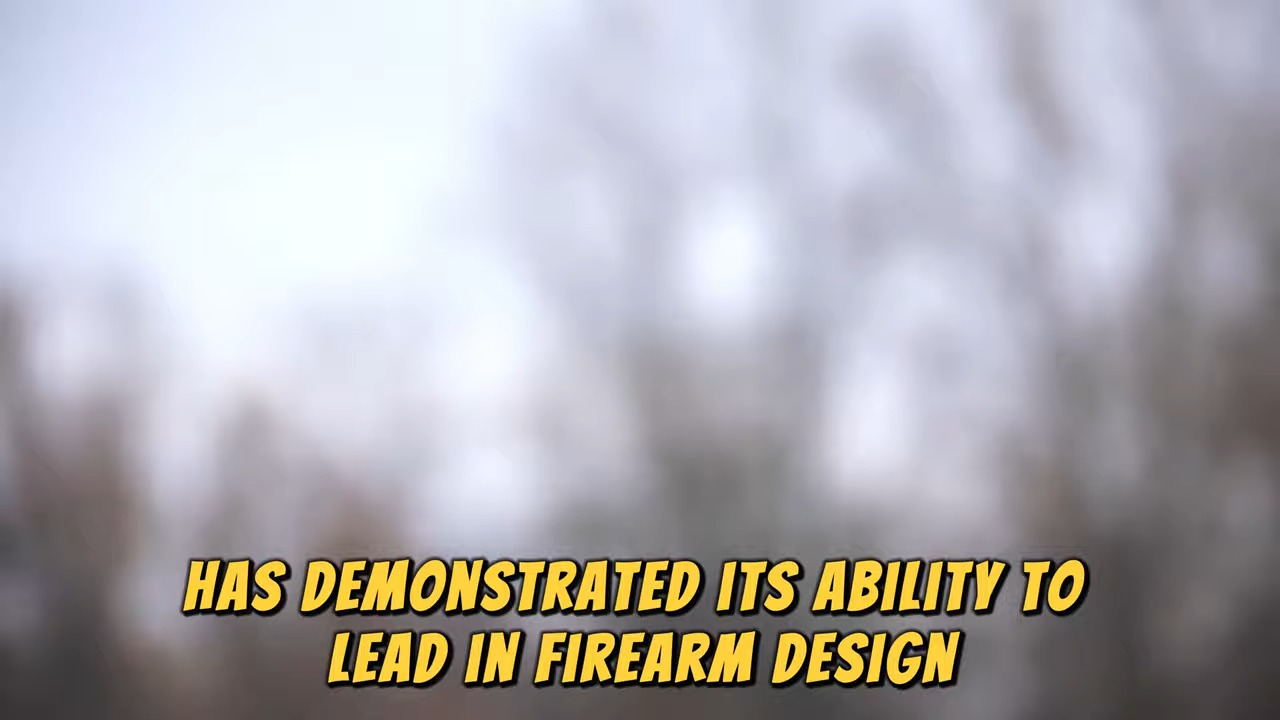 HAS DEMONSTRATED ITS ABILITY TO
LEAD IN FIREARM DESIGN